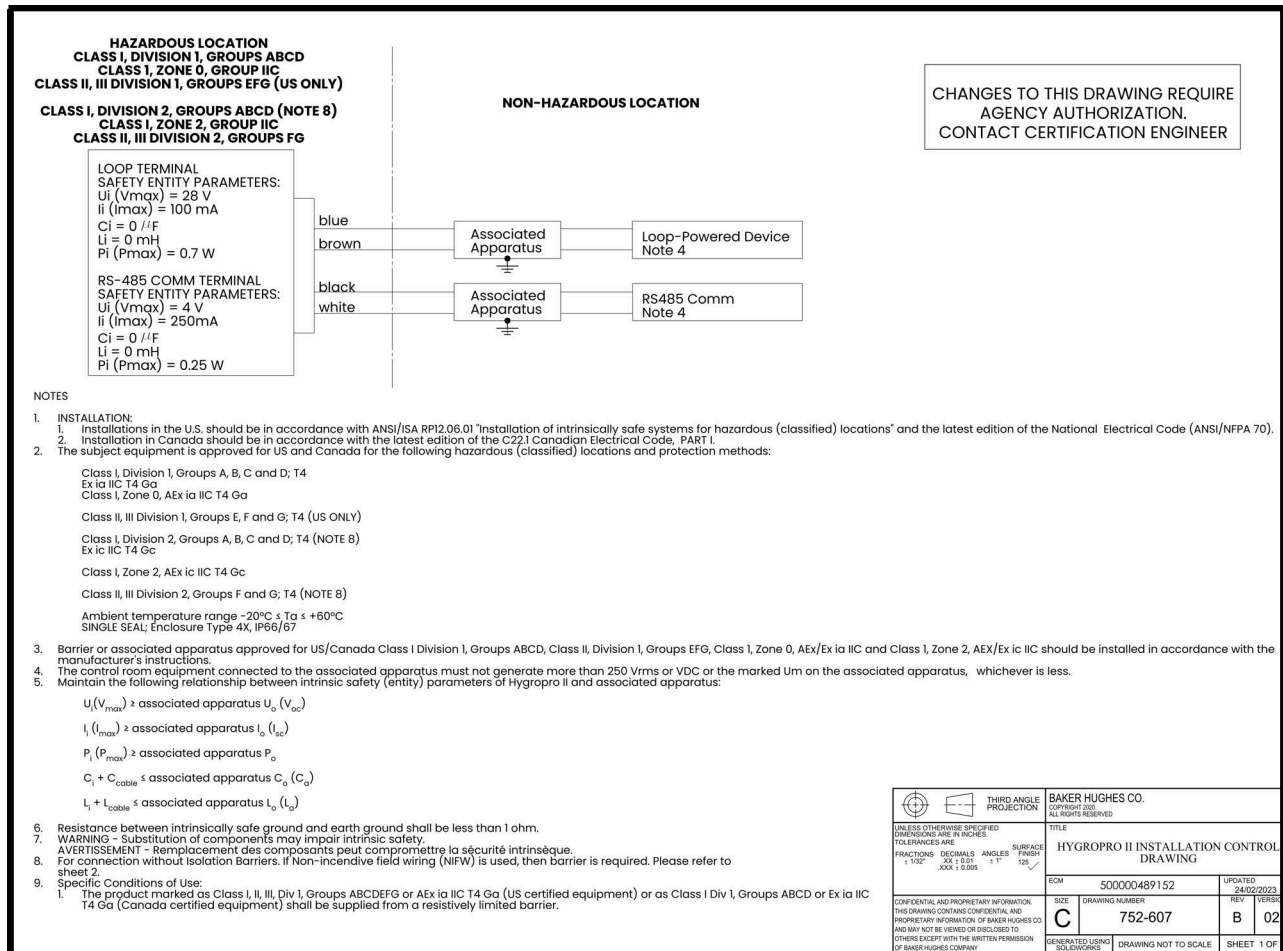 HAZARDOUS LOCATION
CLASS I, DIVISION 1, GROUPS ABCD
CLASS 1, ZONE 0, GROUP IIC
CLASS II, III DIVISION 1, GROUPS EFG (US ONLY)
CLASS I, DIVISION 2, GROUPS ABCD (NOTE 8)
CLASS I, ZONE 2, GROUP IIC
CLASS II, III DIVISION 2, GROUPS FG
NON-HAZARDOUS LOCATION
CHANGES TO THIS DRAWING REQUIRE
AGENCY AUTHORIZATION.
CONTACT CERTIFICATION ENGINEER
LOOP TERMINAL
SAFETY ENTITY PARAMETERS:
Ui (Vmax) = 28 V
Ii (Imax) = 100 mA
Ci = 0 μF
Li = 0 mH
Pi (Pmax) = 0.7 W
RS-485 COMM TERMINAL
SAFETY ENTITY PARAMETERS:
Ui (Vmax) = 4 V
Ii (Imax) = 250mA
Ci = 0 μF
Li = 0 mH
Pi (Pmax) = 0.25 W
blue
brown
black
white
Associated
Apparatus
Loop-Powered Device
Note 4
Associated
Apparatus
RS485 Comm
Note 4
NOTES
1. INSTALLATION:
1. Installations in the U.S. should be in accordance with ANSI/ISA RP12.06.01 "Installation of intrinsically safe systems for hazardous (classified) locations" and the latest edition of the National Electrical Code (ANSI/NFPA 70).
2. Installation in Canada should be in accordance with the latest edition of the C22.1 Canadian Electrical Code, PART I.
2. The subject equipment is approved for US and Canada for the following hazardous (classified) locations and protection methods:
Class I, Division 1, Groups A, B, C and D; T4
Ex ia IIC T4 Ga
Class I, Zone 0, AEx ia IIC T4 Ga
Class II, III Division 1, Groups E, F and G; T4 (US ONLY)
Class I, Division 2, Groups A, B, C and D; T4 (NOTE 8)
Ex ic IIC T4 Gc
Class I, Zone 2, AEx ic IIC T4 Gc
Class II, III Division 2, Groups F and G; T4 (NOTE 8)
Ambient temperature range -20°C ≤ Ta ≤ +60°C
SINGLE SEAL; Enclosure Type 4X, IP66/67
3. Barrier or associated apparatus approved for US/Canada Class I Division 1, Groups ABCD, Class II, Division 1, Groups EFG, Class 1, Zone 0, AEx/Ex ia IIC and Class 1, Zone 2, AEX/Ex ic IIC should be installed in accordance with the
manufacturer's instructions.
4. The control room equipment connected to the associated apparatus must not generate more than 250 Vrms or VDC or the marked Um on the associated apparatus, whichever is less.
5. Maintain the following relationship between intrinsic safety (entity) parameters of Hygropro II and associated apparatus:
Ui(Vmax) ≥ associated apparatus Uo (Voc)
Ii (Imax) ≥ associated apparatus Io (Isc)
Pi (Pmax) ≥ associated apparatus Po
Ci + Ccable ≤ associated apparatus Co (Ca)
Li + Lcable ≤ associated apparatus Lo (La)
6. Resistance between intrinsically safe ground and earth ground shall be less than 1 ohm.
7. WARNING - Substitution of components may impair intrinsic safety.
AVERTISSEMENT - Remplacement des composants peut compromettre la sécurité intrinsèque.
8. For connection without Isolation Barriers. If Non-incendive field wiring (NIFW) is used, then barrier is required. Please refer to
sheet 2.
9. Specific Conditions of Use:
1. The product marked as Class I, II, III, Div 1, Groups ABCDEFG or AEx ia IIC T4 Ga (US certified equipment) or as Class I Div 1, Groups ABCD or Ex ia IIC
T4 Ga (Canada certified equipment) shall be supplied from a resistively limited barrier.
THIRD ANGLE
PROJECTION
BAKER HUGHES CO.
COPYRIGHT 2020.
ALL RIGHTS RESERVED
UNLESS OTHERWISE SPECIFIED
DIMENSIONS ARE IN INCHES.
TOLERANCES ARE
FRACTIONS DECIMALS ANGLES SURFACE FINISH
± 1/32" .XX ± 0.01 ± 1° 125
.XXX ± 0.005
TITLE
HYGROPRO II INSTALLATION CONTROL
DRAWING
ECM 500000489152
UPDATED
24/02/2023
CONFIDENTIAL AND PROPRIETARY INFORMATION.
THIS DRAWING CONTAINS CONFIDENTIAL AND
PROPRIETARY INFORMATION OF BAKER HUGHES CO.
AND MAY NOT BE VIEWED OR DISCLOSED TO
OTHERS EXCEPT WITH THE WRITTEN PERMISSION
OF BAKER HUGHES COMPANY
SIZE DRAWING NUMBER REV VERSIO
C 752-607 B 02
GENERATED USING
SOLIDWORKS
DRAWING NOT TO SCALE
SHEET 1 OF